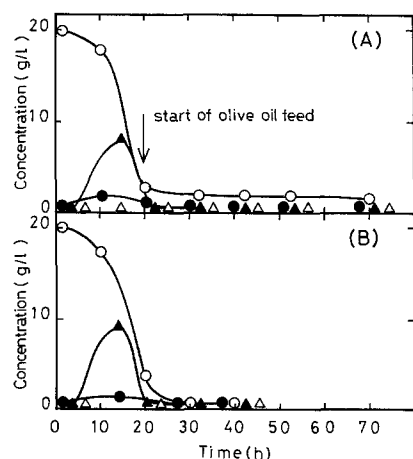 (A)
Concentration (g/l)
20
10
0
start of olive oil feed
(B)
Concentration (g/l)
20
10
0
0 10 20 30 40 50 60 70
Time (h)